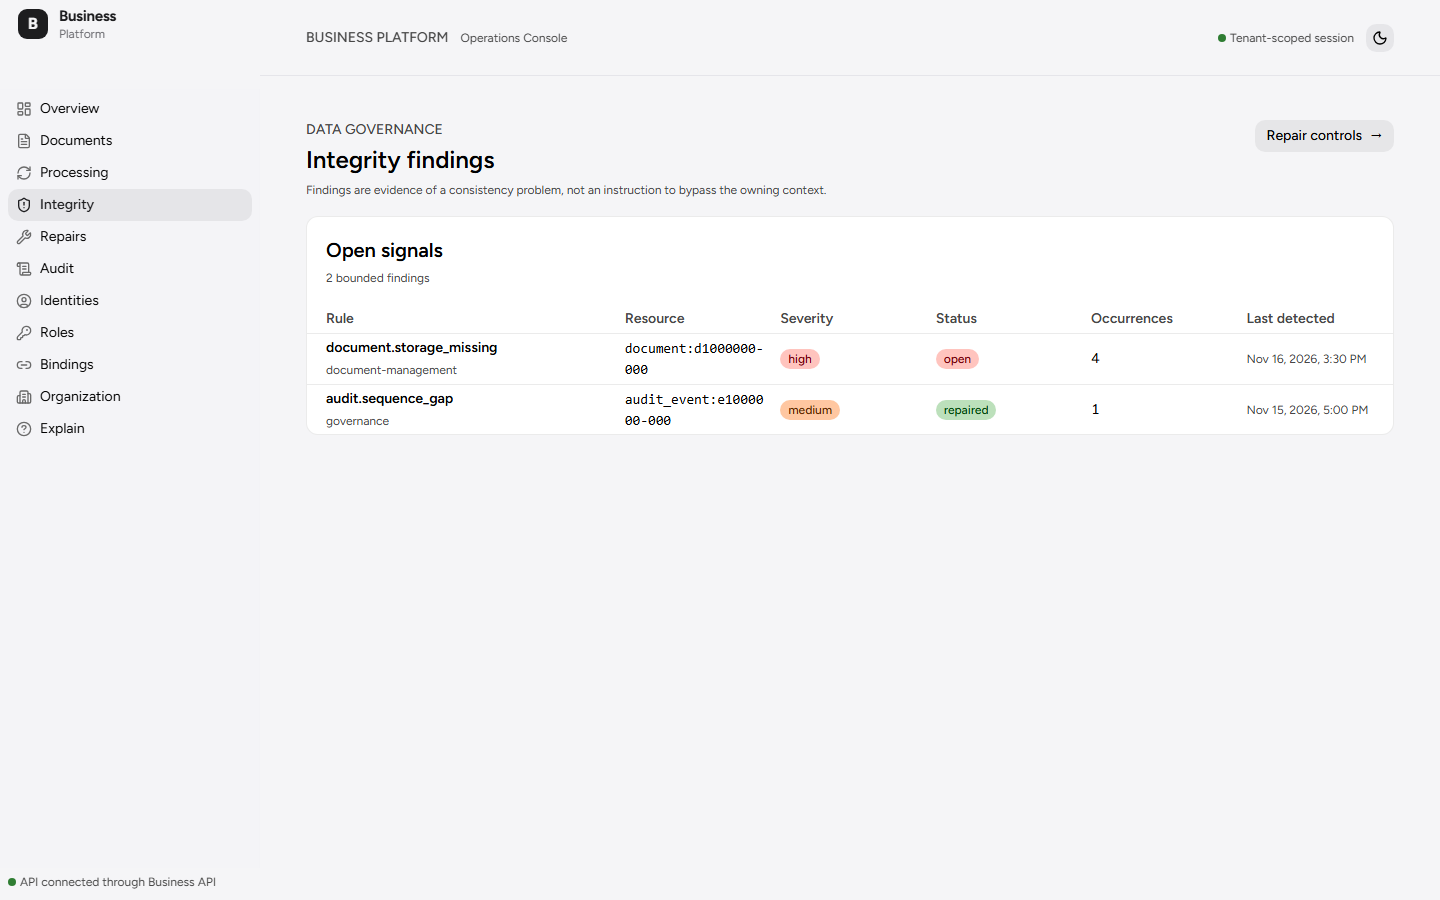 B
Business
Platform
BUSINESS PLATFORM Operations Console
Tenant-scoped session
Overview
Documents
Processing
Integrity
Repairs
Audit
Identities
Roles
Bindings
Organization
Explain
API connected through Business API
DATA GOVERNANCE
Integrity findings
Findings are evidence of a consistency problem, not an instruction to bypass the owning context.
Repair controls →
Open signals
2 bounded findings
Rule Resource Severity Status Occurrences Last detected
document.storage_missing
document-management
document:d1000000-
000
high
open
4
Nov 16, 2026, 3:30 PM
audit.sequence_gap
governance
audit_event:e10000
00-000
medium
repaired
1
Nov 15, 2026, 5:00 PM